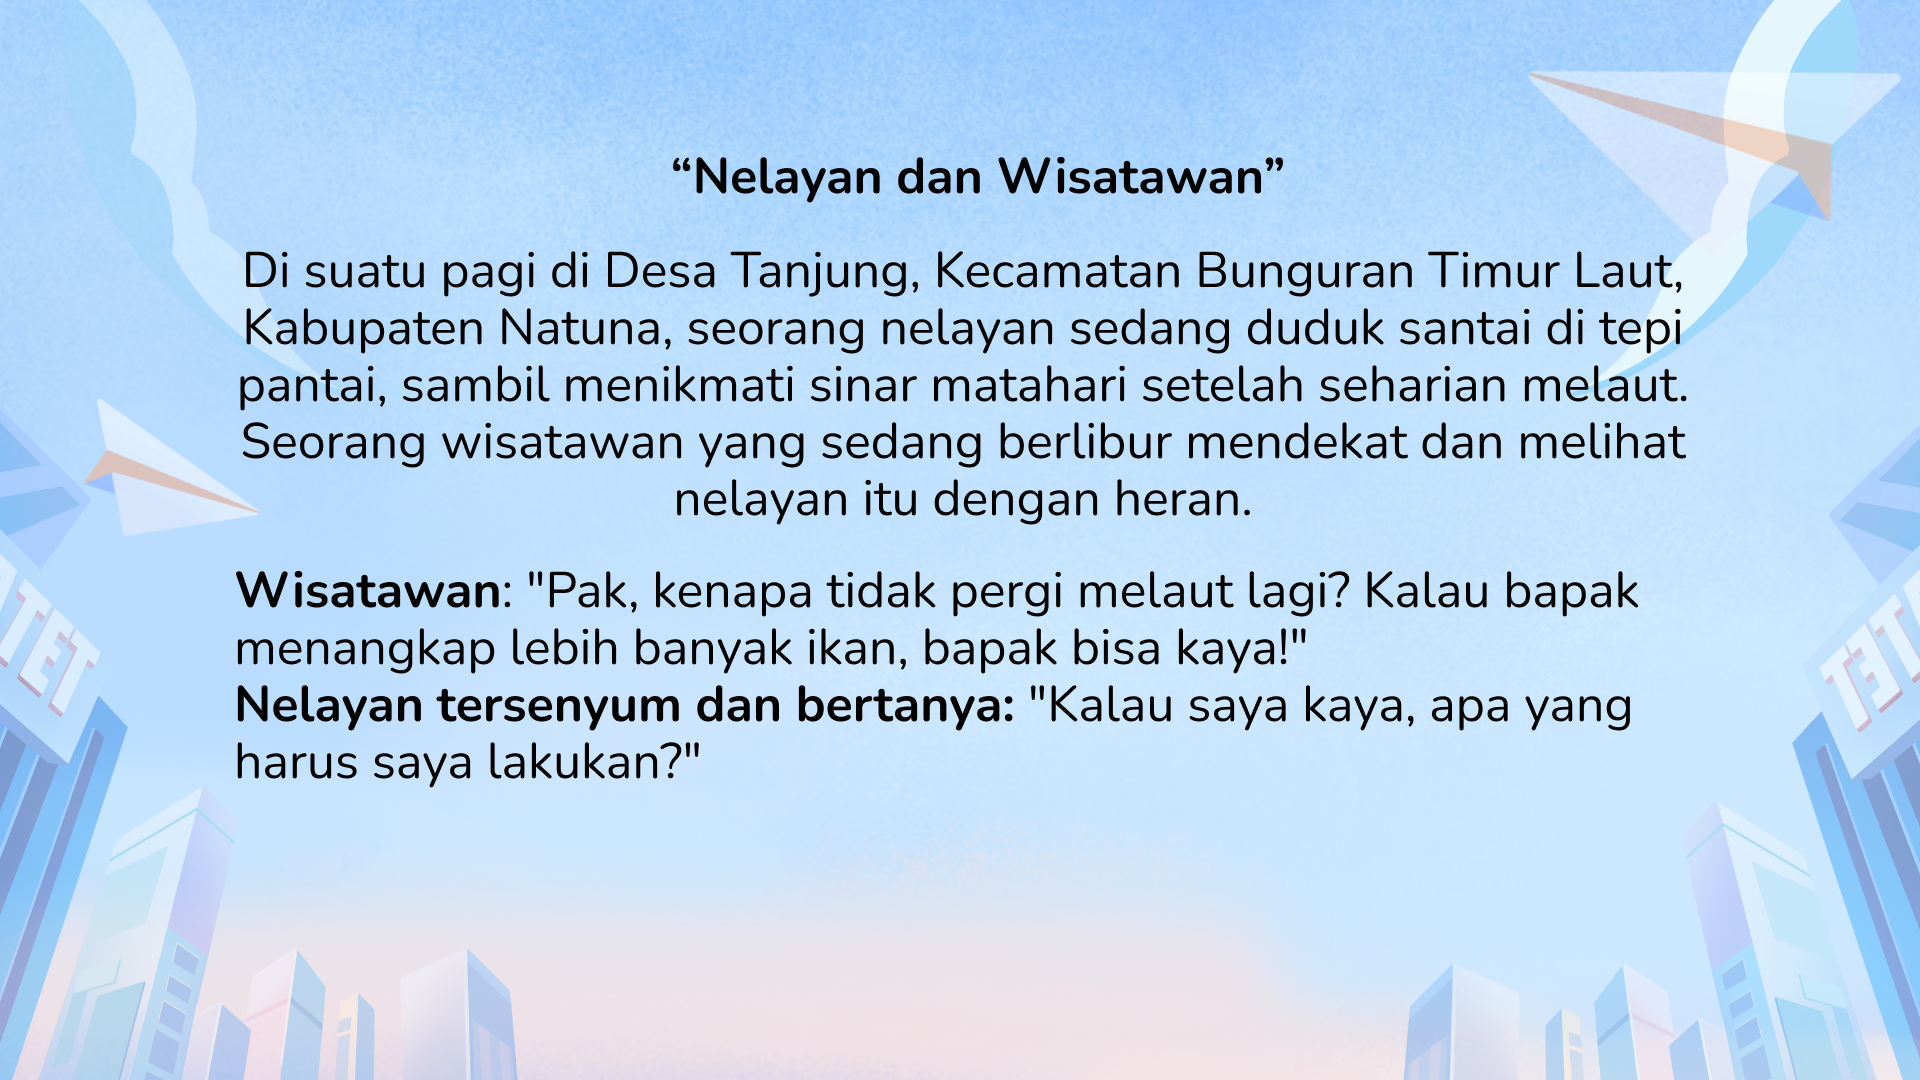 “Nelayan dan Wisatawan”
Di suatu pagi di Desa Tanjung, Kecamatan Bunguran Timur Laut,
Kabupaten Natuna, seorang nelayan sedang duduk santai di tepi
pantai, sambil menikmati sinar matahari setelah seharian melaut.
Seorang wisatawan yang sedang berlibur mendekat dan melihat
nelayan itu dengan heran.
Wisatawan: "Pak, kenapa tidak pergi melaut lagi? Kalau bapak
menangkap lebih banyak ikan, bapak bisa kaya!"
Nelayan tersenyum dan bertanya: "Kalau saya kaya, apa yang
harus saya lakukan?"